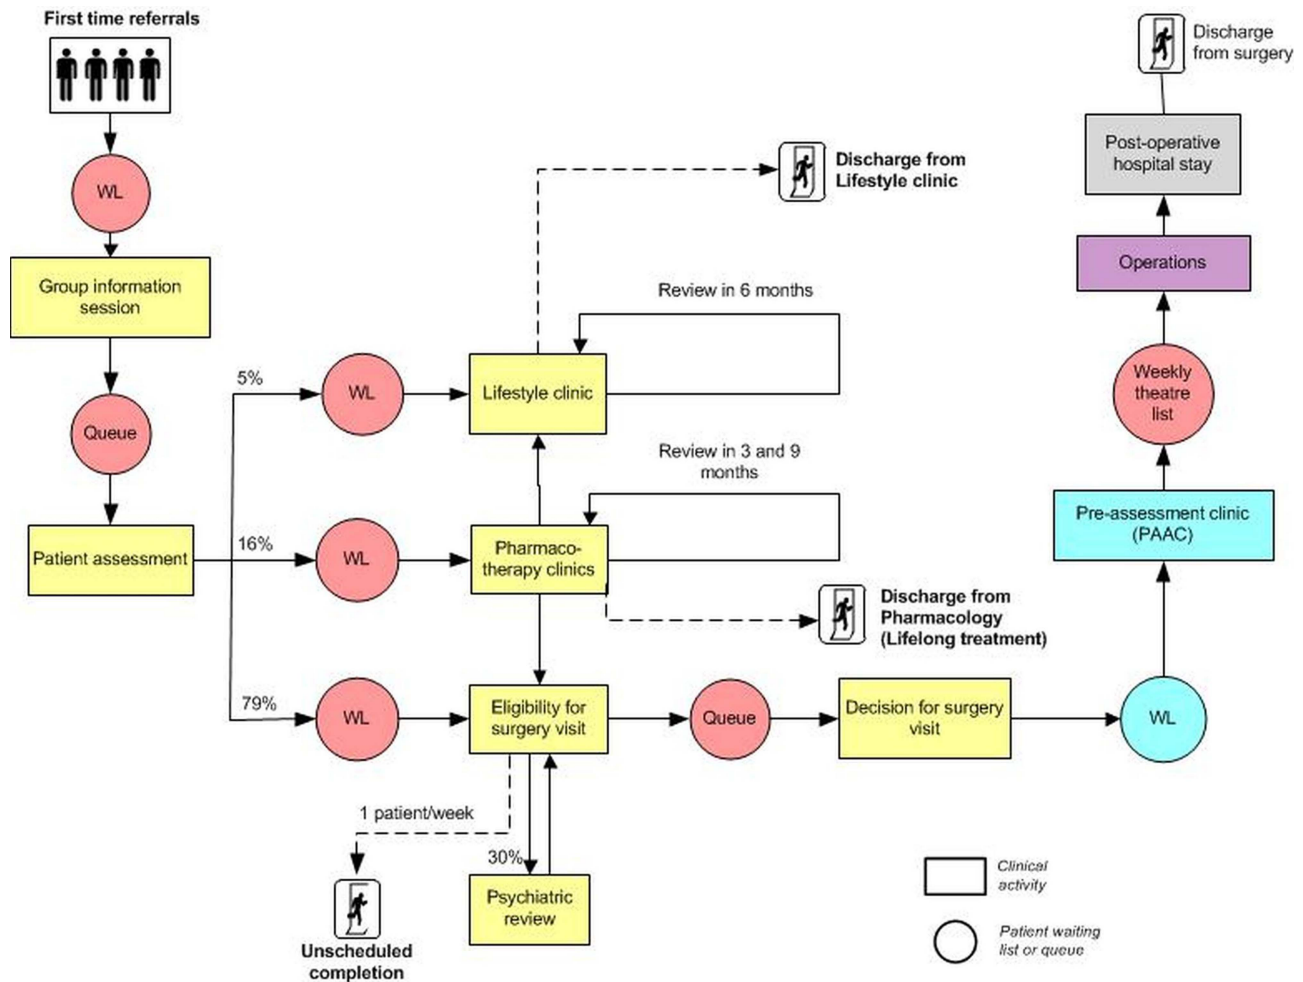 First time referrals
WL
Group information
session
Queue
Patient assessment
5%
WL
Lifestyle clinic
Review in 6 months
Discharge from
Lifestyle clinic
16%
WL
Pharmaco-
therapy clinics
Review in 3 and 9
months
Discharge from
Pharmacology
(Lifelong treatment)
79%
WL
Eligibility for
surgery visit
Queue
Decision for surgery
visit
WL
1 patient/week
Unscheduled
completion
30%
Psychiatric
review
Pre-assessment clinic
(PAAC)
Weekly
theatre
list
Operations
Post-operative
hospital stay
Discharge
from surgery
Clinical
activity
Patient waiting
list or queue